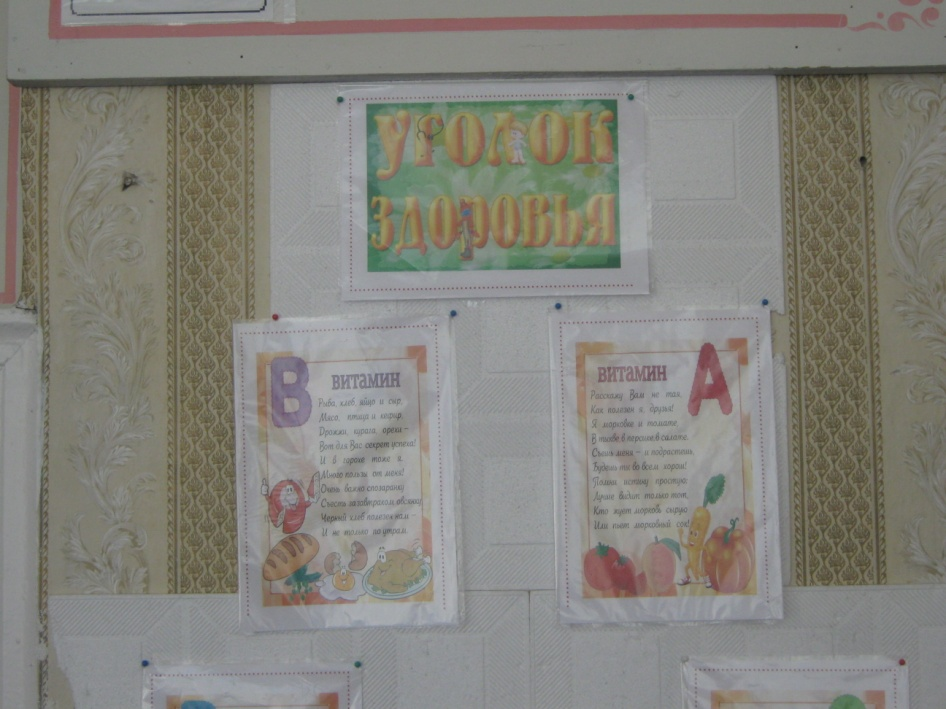 уголок
здоровья
В
витамин
Рыба, хлеб, яйцо и сыр,
Мясо, птица и кефир,
Дрожжи, курага, орехи –
Вот для Вас секрет успеха!
И в горохе тоже я.
Много пользы от меня!
Очень важно спозаранку
Съесть за завтраком овсянку.
Черный хлеб полезен нам –
И не только по утрам.
витамин
А
Расскажу Вам не тая,
Как полезен я, друзья!
Я в моркови и томате,
В тыкве, в персике, в салате.
Съешь меня – и подрастешь,
Будешь ты во всем хорош!
Помни истину простую:
Лучше видит только тот,
Кто жует морковь сырую
Или пьет морковный сок!